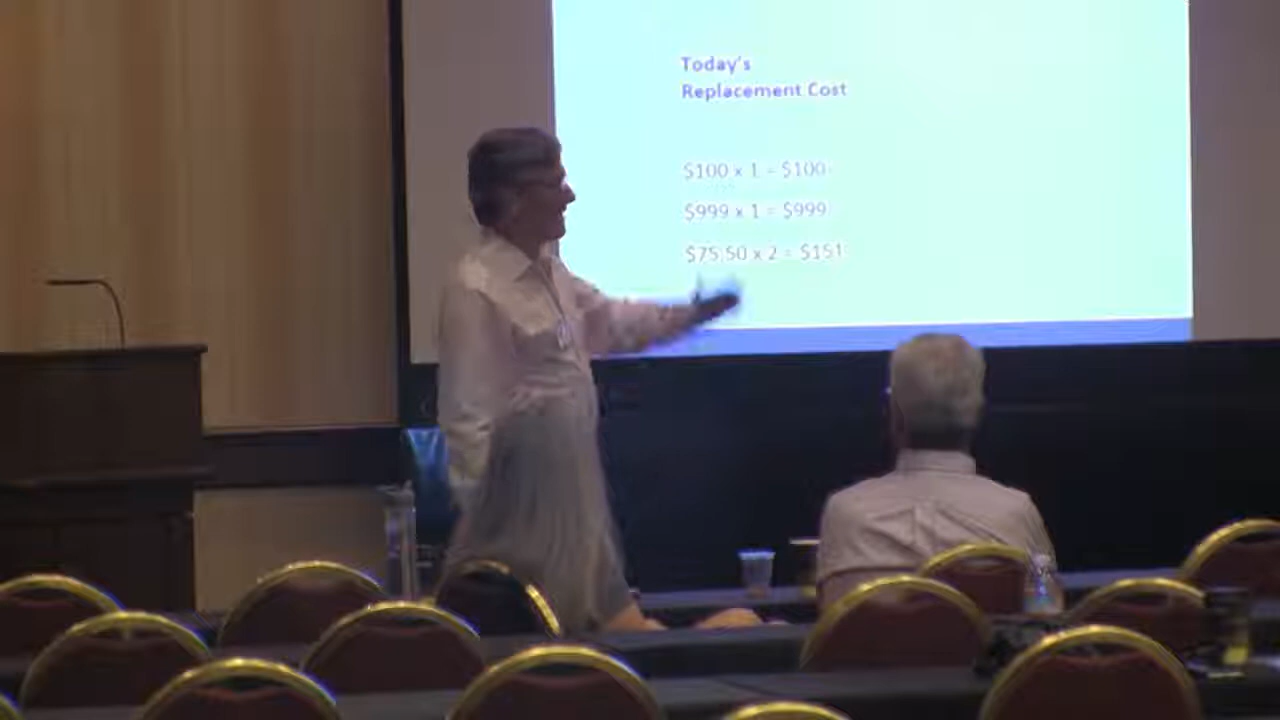 Today's
Replacement Cost
$100 x 1 = $100
$999 x 1 = $999
$75.50 x 2 = $151